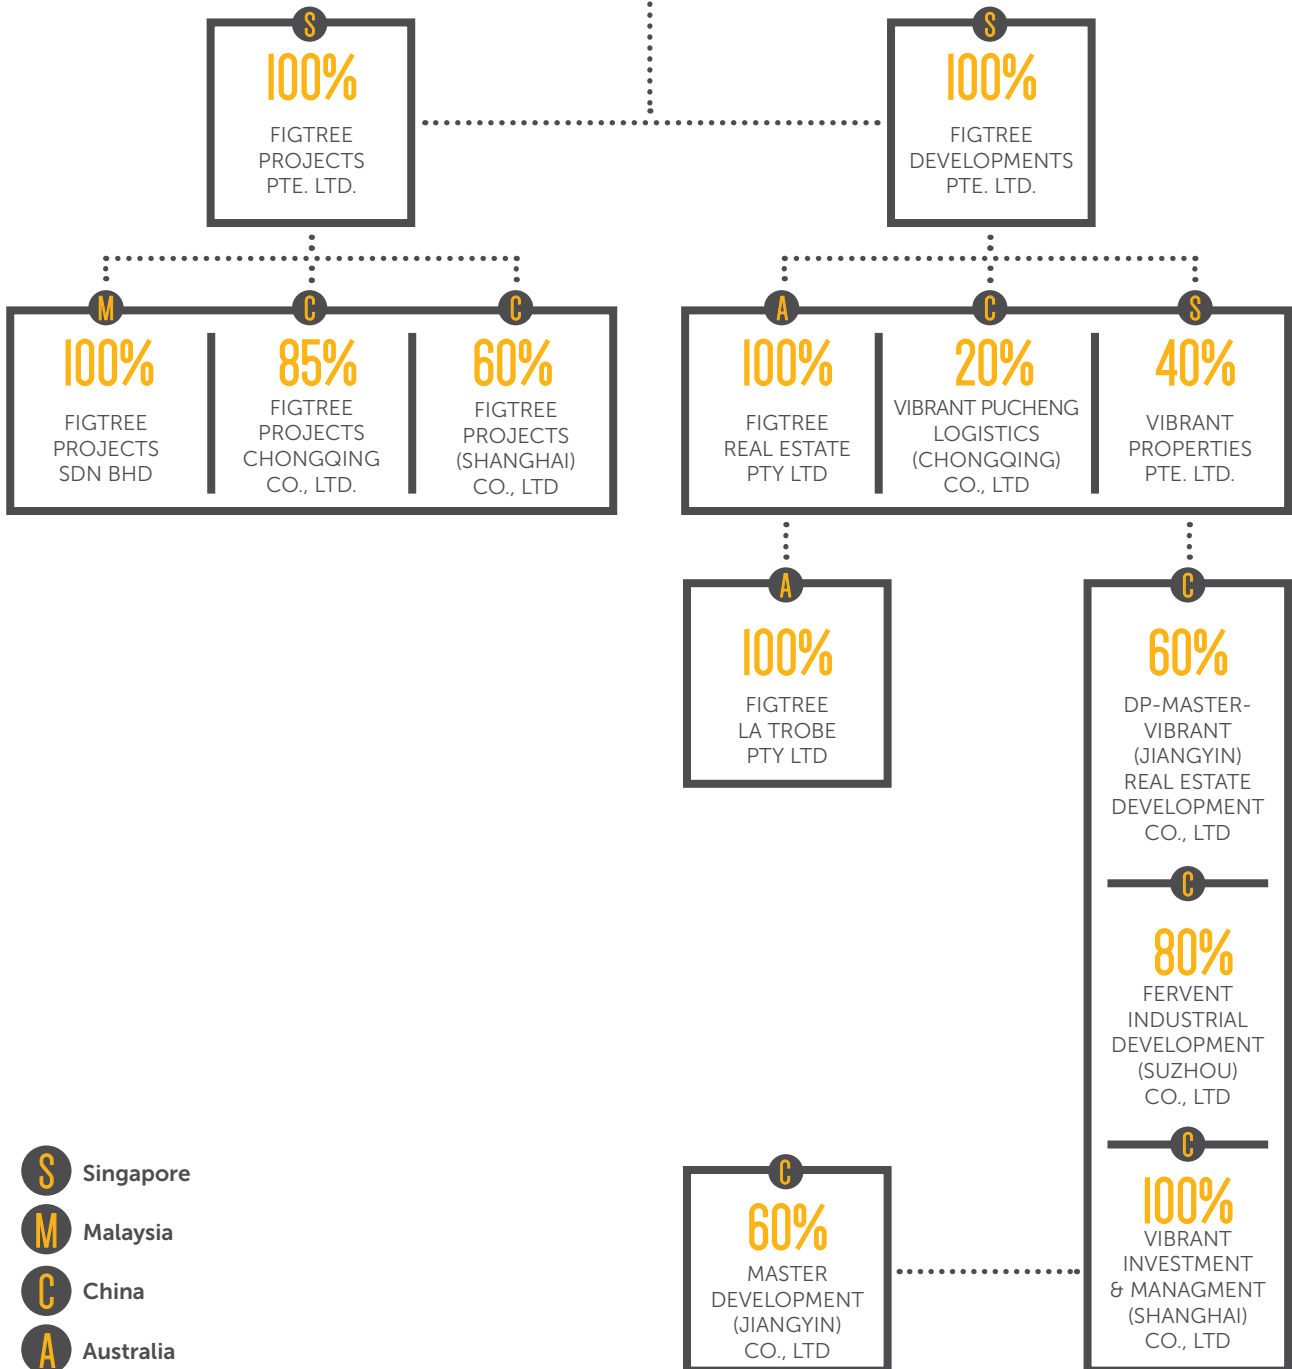 S
100%
FIGTREE
PROJECTS
PTE. LTD.
S
100%
FIGTREE
DEVELOPMENTS
PTE. LTD.
M
100%
FIGTREE
PROJECTS
SDN BHD
C
85%
FIGTREE
PROJECTS
CHONGQING
CO., LTD.
C
60%
FIGTREE
PROJECTS
(SHANGHAI)
CO., LTD
A
100%
FIGTREE
REAL ESTATE
PTY LTD
C
20%
VIBRANT PUCHENG
LOGISTICS
(CHONGQING)
CO., LTD
S
40%
VIBRANT
PROPERTIES
PTE. LTD.
A
100%
FIGTREE
LA TROBE
PTY LTD
C
60%
DP-MASTER-
VIBRANT
(JIANGYIN)
REAL ESTATE
DEVELOPMENT
CO., LTD
C
80%
FERVENT
INDUSTRIAL
DEVELOPMENT
(SUZHOU)
CO., LTD
C
100%
VIBRANT
INVESTMENT
& MANAGMENT
(SHANGHAI)
CO., LTD
C
60%
MASTER
DEVELOPMENT
(JIANGYIN)
CO., LTD
S Singapore
M Malaysia
C China
A Australia